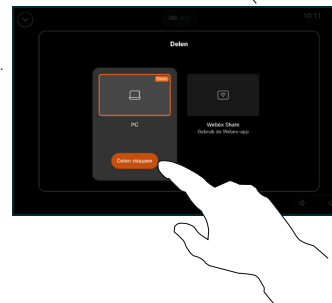 10:11
Delen
Delen
PC
Webex Share
Gebruik de Webex-app
Delen stoppen